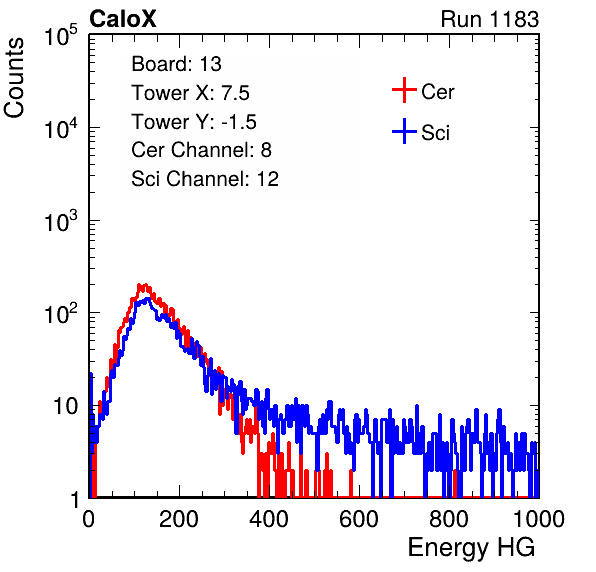 CaloX Run 1183
Counts
10^5
10^4
10^3
10^2
10
1
Board: 13
Tower X: 7.5
Tower Y: -1.5
Cer Channel: 8
Sci Channel: 12
Cer
Sci
0 200 400 600 800 1000
Energy HG